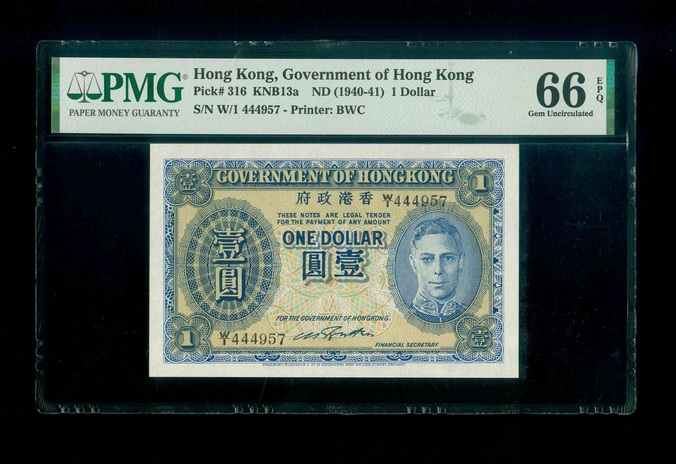 PMG®
PAPER MONEY GUARANTY
Hong Kong, Government of Hong Kong
Pick# 316 KNB13a ND (1940-41) 1 Dollar
S/N W/1 444957 - Printer: BWC
66 EPQ
Gem Uncirculated
壹 GOVERNMENT OF HONGKONG 1
府政港香 W/1 444957
THESE NOTES ARE LEGAL TENDER
FOR THE PAYMENT OF ANY AMOUNT
ONE DOLLAR
圓壹
壹圓
FOR THE GOVERNMENT OF HONGKONG.
1 W/1 444957
FINANCIAL SECRETARY.
壹